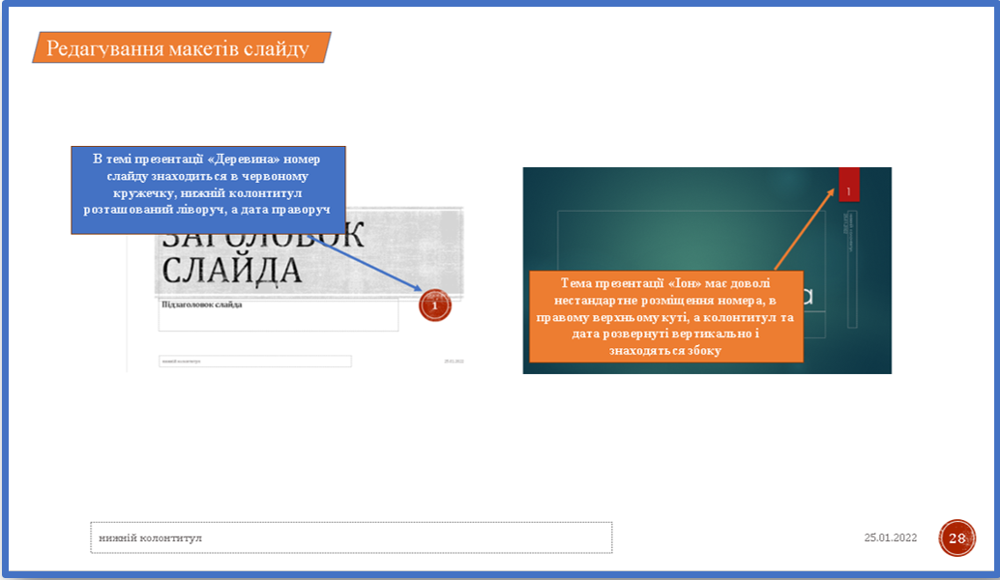 Редагування макетів слайду
В темі презентації «Деревина» номер
слайду знаходиться в червоному
кружечку, нижній колонтитул
розташований ліворуч, а дата праворуч
ЗАГОЛОВОК
СЛАЙДА
Підзаголовок слайда
1
нижній колонтитул
25.01.2022
1
Тема презентації «Іон» має доволі
нестандартне розміщення номера, в
правому верхньому куті, а колонтитул та
дата розвернуті вертикально і
знаходяться збоку
а
нижній колонтитул
25.01.2022
28